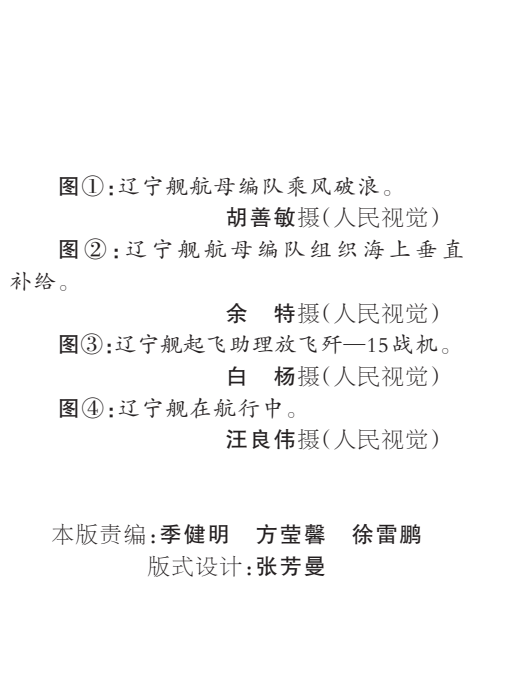 图①：辽宁舰航母编队乘风破浪。
胡善敏摄（人民视觉）
图②：辽宁舰航母编队组织海上垂直
补给。
余　特摄（人民视觉）
图③：辽宁舰起飞助理放飞歼—15战机。
白　杨摄（人民视觉）
图④：辽宁舰在航行中。
汪良伟摄（人民视觉）
本版责编：季健明　方莹馨　徐雷鹏
版式设计：张芳曼